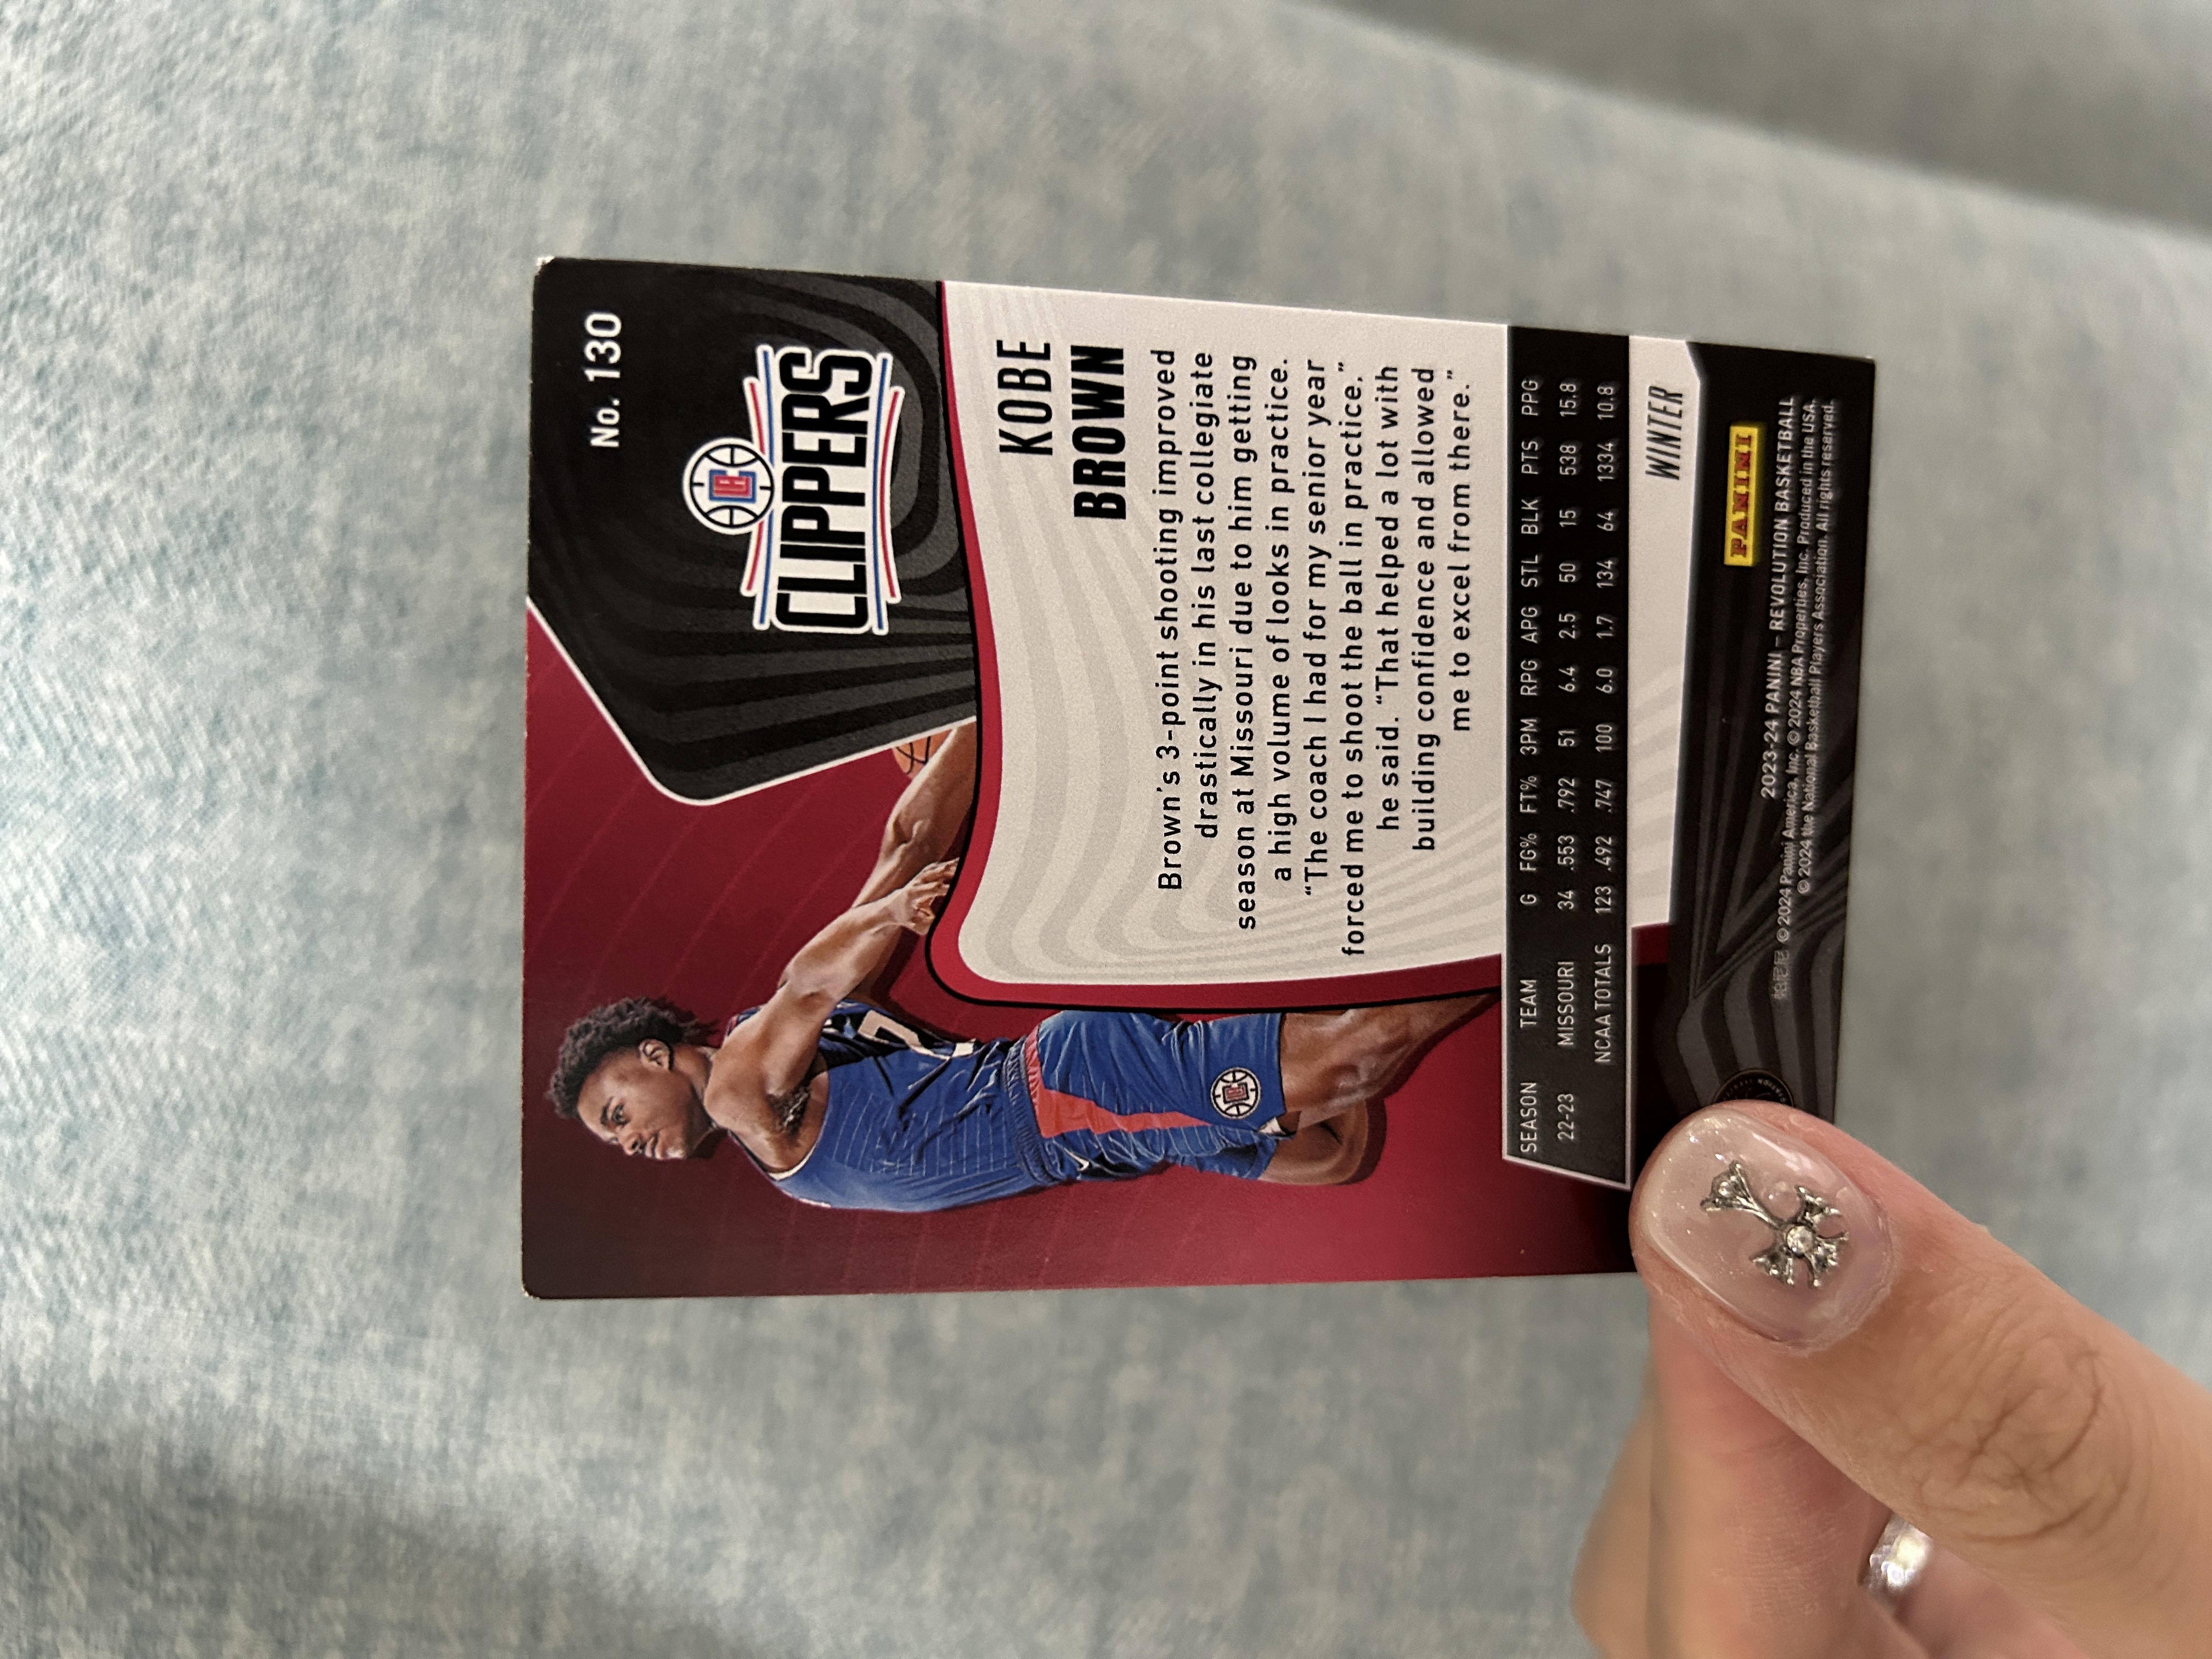 No. 130
CLIPPERS
KOBE
BROWN
Brown's 3-point shooting improved
drastically in his last collegiate
season at Missouri due to him getting
a high volume of looks in practice.
“The coach I had for my senior year
forced me to shoot the ball in practice,”
he said. “That helped a lot with
building confidence and allowed
me to excel from there.”
SEASON TEAM G FG% FT% 3PM RPG APG STL BLK PTS PPG
22-23 MISSOURI 34 .553 .792 51 6.4 2.5 50 15 538 15.8
NCAA TOTALS 123 .492 .747 100 6.0 1.7 134 64 1334 10.8
WINTER
PANINI
2023-24 PANINI – REVOLUTION BASKETBALL
帕尼尼 © 2024 Panini America, Inc. © 2024 NBA Properties, Inc. Produced in the USA.
© 2024 the National Basketball Players Association. All rights reserved.